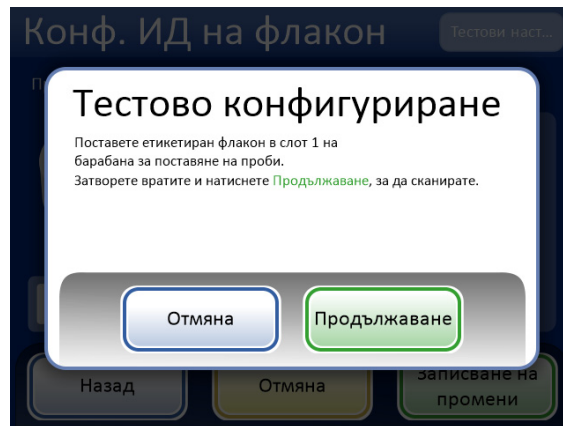 Конф. ИД на флакон
Тестови наст...
Тестово конфигуриране
Поставете етикетиран флакон в слот 1 на
барабана за поставяне на проби.
Затворете вратите и натиснете Продължаване, за да сканирате.
Отмяна
Продължаване
Назад
Отмяна
Записване на
промени